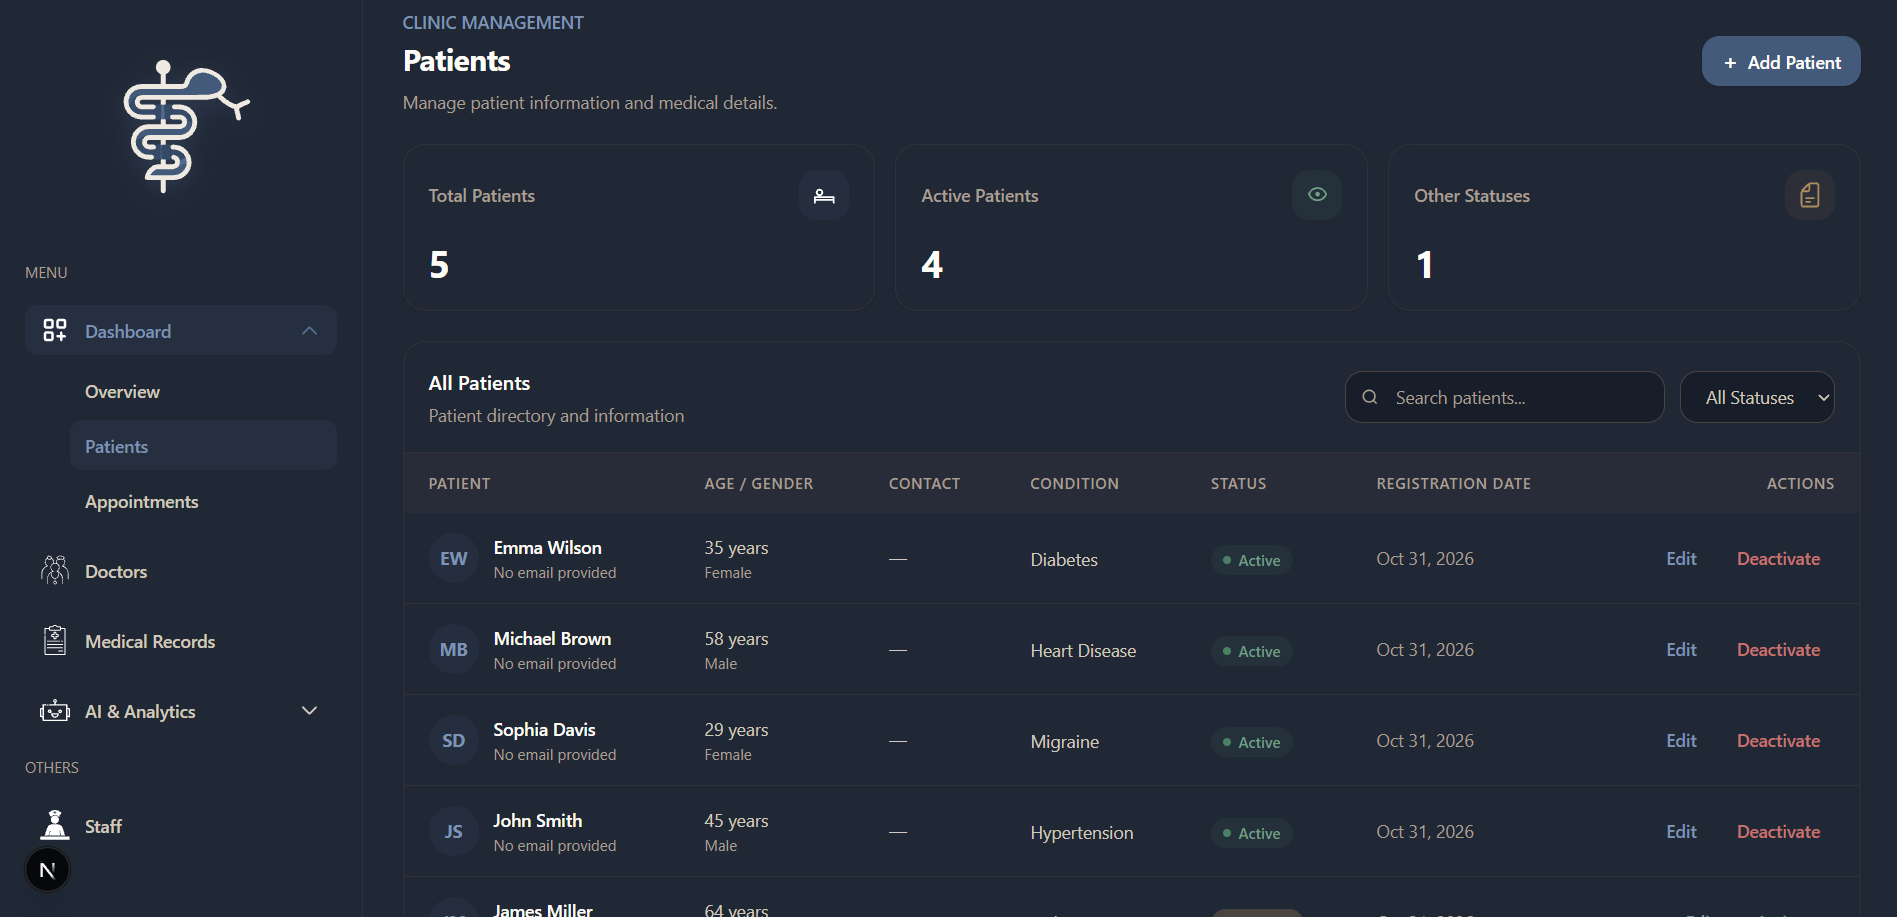 CLINIC MANAGEMENT
Patients
Manage patient information and medical details.
+ Add Patient
MENU
Dashboard
Overview
Patients
Appointments
Doctors
Medical Records
AI & Analytics
OTHERS
Staff
N
Total Patients
5
Active Patients
4
Other Statuses
1
All Patients
Patient directory and information
Search patients...
All Statuses
PATIENT AGE / GENDER CONTACT CONDITION STATUS REGISTRATION DATE ACTIONS
EW Emma Wilson 35 years — Diabetes Active Oct 31, 2026 Edit Deactivate
No email provided Female
MB Michael Brown 58 years — Heart Disease Active Oct 31, 2026 Edit Deactivate
No email provided Male
SD Sophia Davis 29 years — Migraine Active Oct 31, 2026 Edit Deactivate
No email provided Female
JS John Smith 45 years — Hypertension Active Oct 31, 2026 Edit Deactivate
No email provided Male
James Miller 64 years